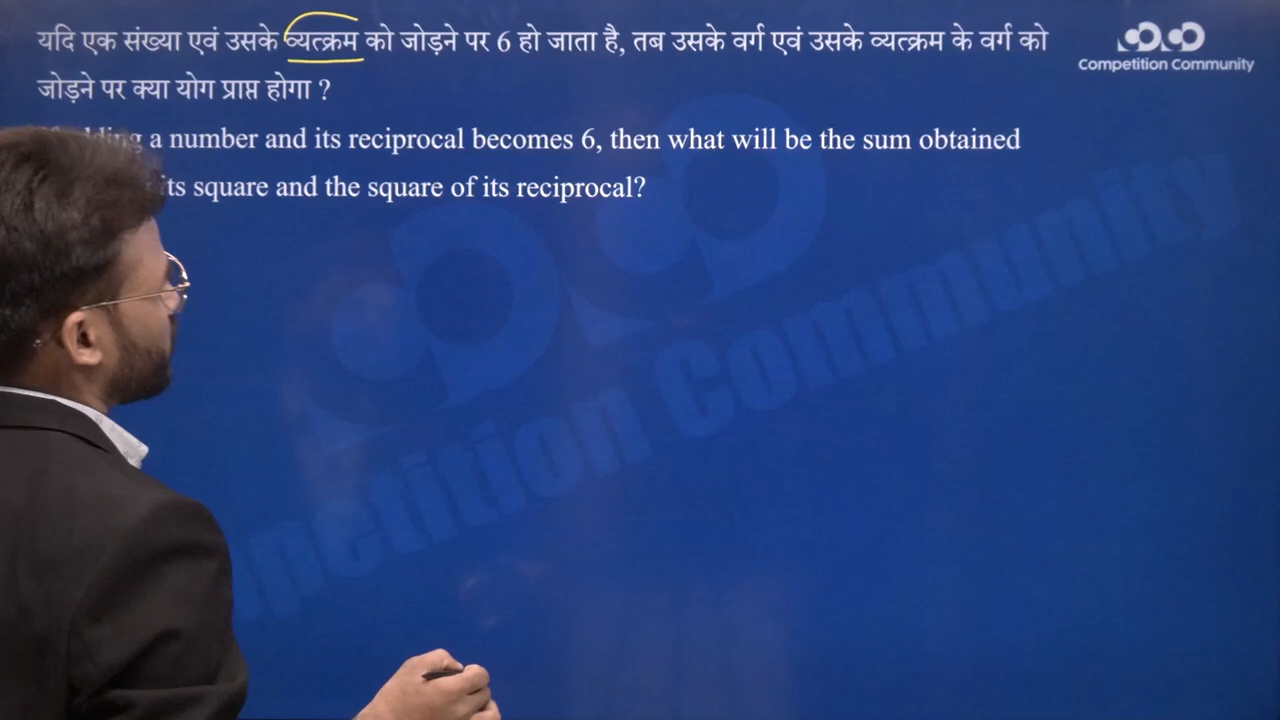 यदि एक संख्या एवं उसके व्यत्क्रम को जोड़ने पर 6 हो जाता है, तब उसके वर्ग एवं उसके व्यत्क्रम के वर्ग को
जोड़ने पर क्या योग प्राप्त होगा ?
a number and its reciprocal becomes 6, then what will be the sum obtained
its square and the square of its reciprocal?
Competition Community
Competition Community